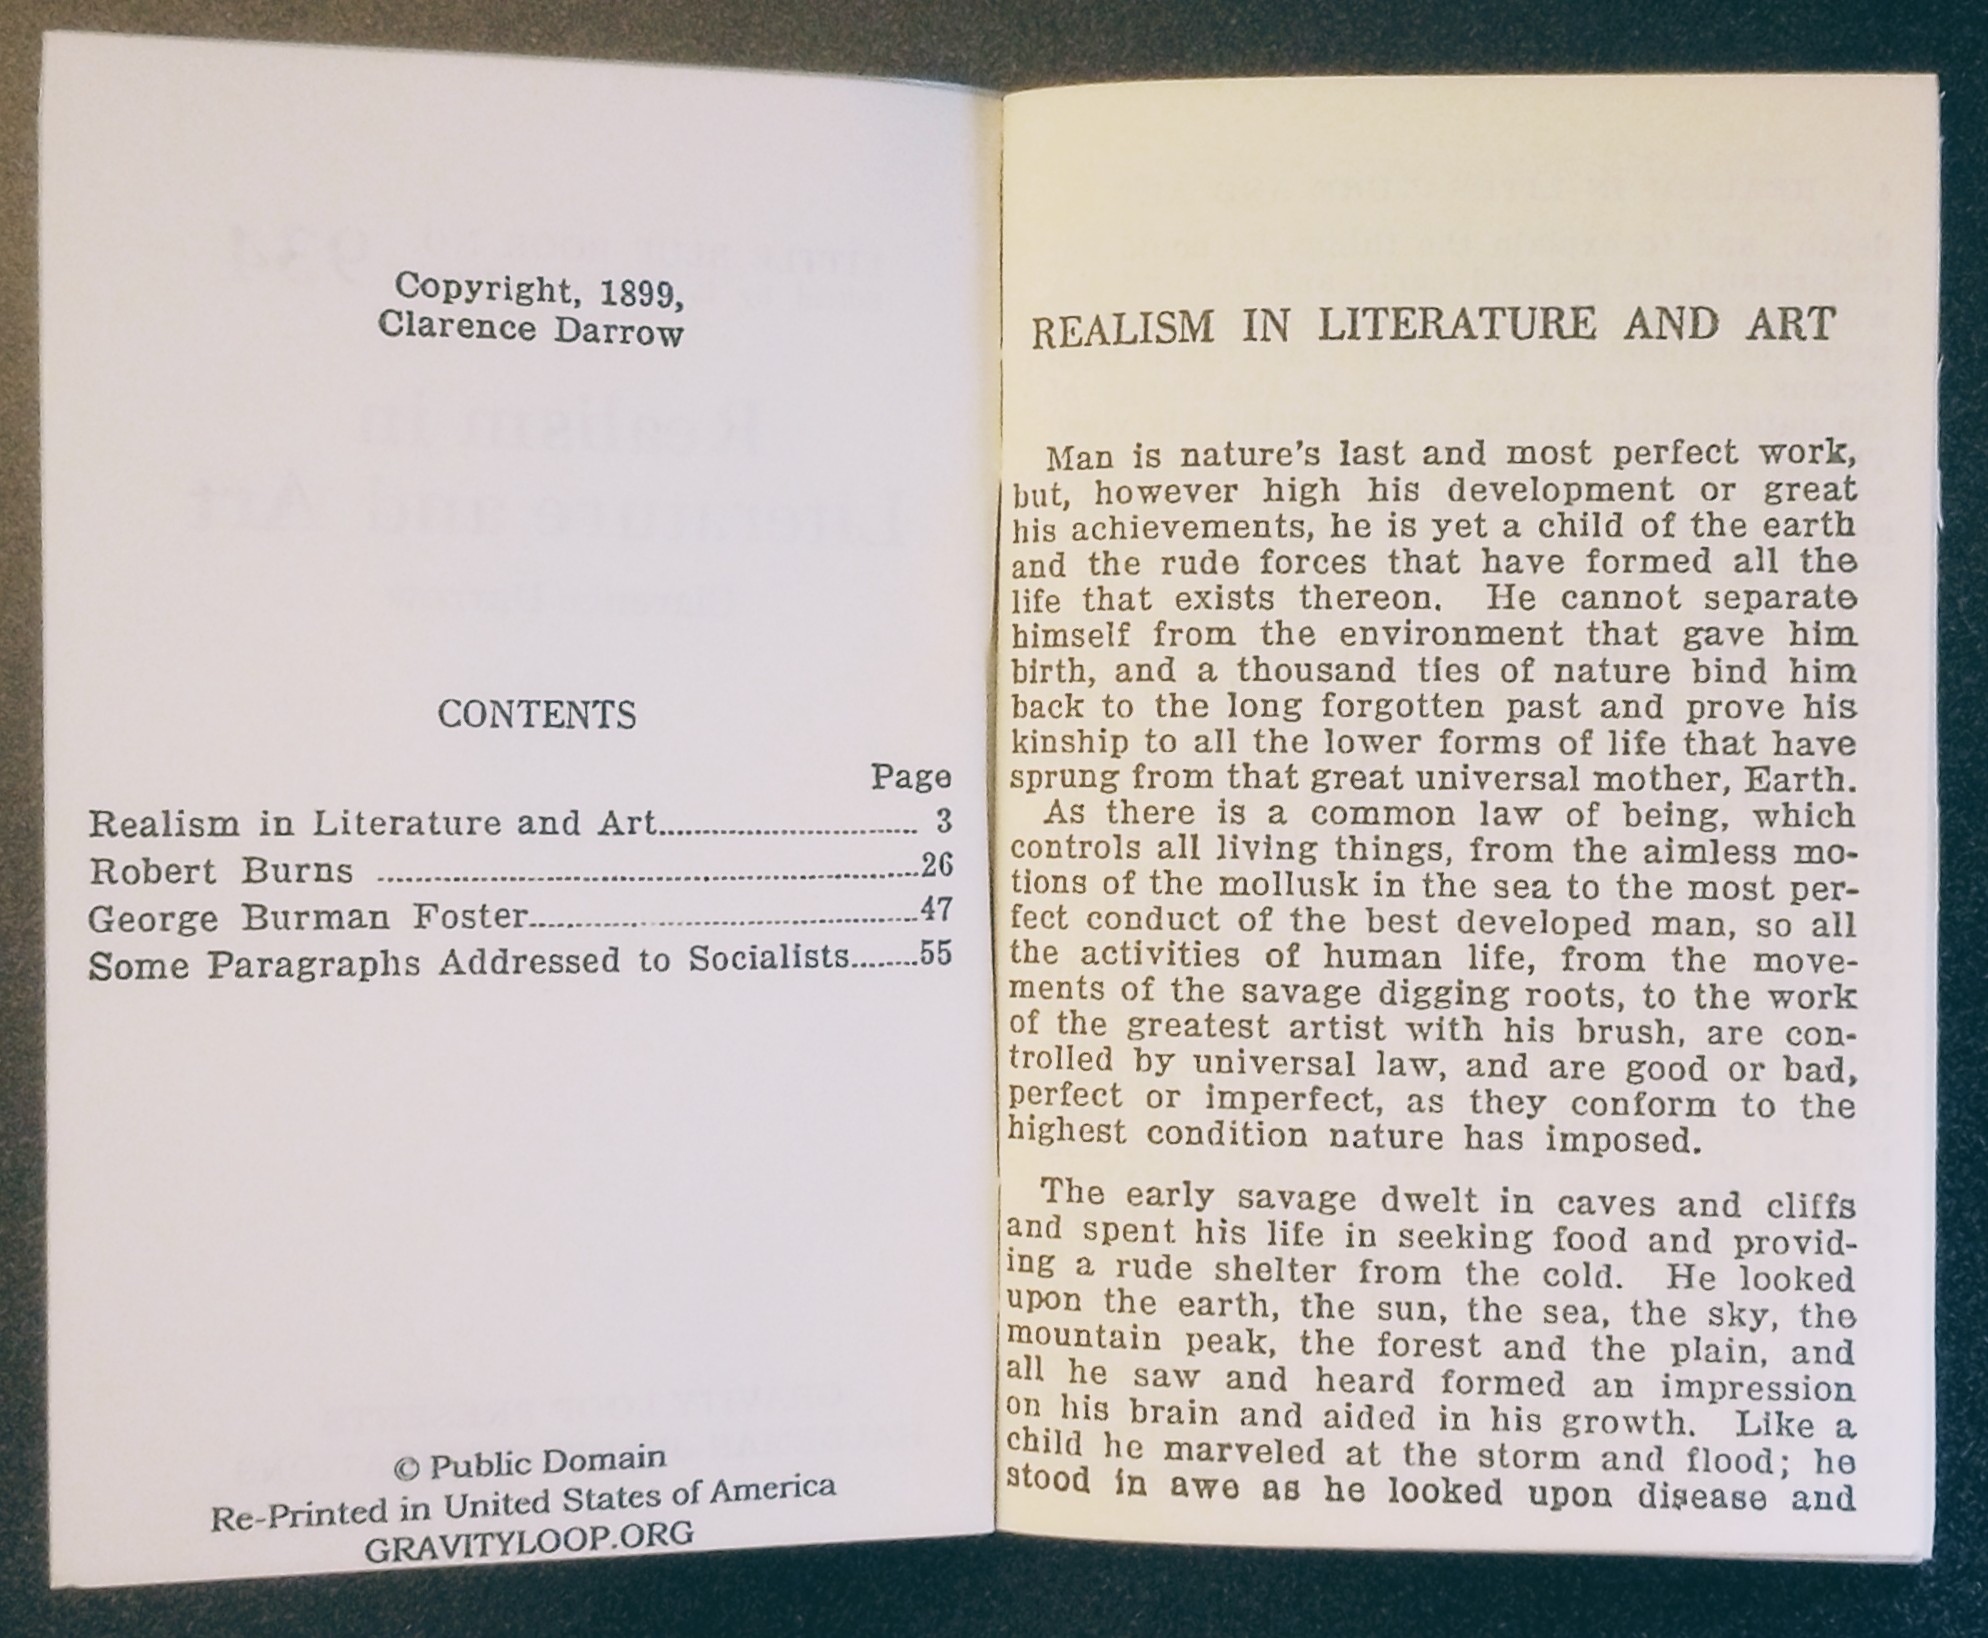 Copyright, 1899,
Clarence Darrow
CONTENTS
Page
Realism in Literature and Art............................ 3
Robert Burns ..........................................................26
George Burman Foster..........................................47
Some Paragraphs Addressed to Socialists........55
© Public Domain
Re-Printed in United States of America
GRAVITYLOOP.ORG
REALISM IN LITERATURE AND ART
Man is nature's last and most perfect work,
but, however high his development or great
his achievements, he is yet a child of the earth
and the rude forces that have formed all the
life that exists thereon. He cannot separate
himself from the environment that gave him
birth, and a thousand ties of nature bind him
back to the long forgotten past and prove his
kinship to all the lower forms of life that have
sprung from that great universal mother, Earth.
As there is a common law of being, which
controls all living things, from the aimless mo-
tions of the mollusk in the sea to the most per-
fect conduct of the best developed man, so all
the activities of human life, from the move-
ments of the savage digging roots, to the work
of the greatest artist with his brush, are con-
trolled by universal law, and are good or bad,
perfect or imperfect, as they conform to the
highest condition nature has imposed.
The early savage dwelt in caves and cliffs
and spent his life in seeking food and provid-
ing a rude shelter from the cold. He looked
upon the earth, the sun, the sea, the sky, the
mountain peak, the forest and the plain, and
all he saw and heard formed an impression
on his brain and aided in his growth. Like a
child he marveled at the storm and flood; he
stood in awe as he looked upon disease and